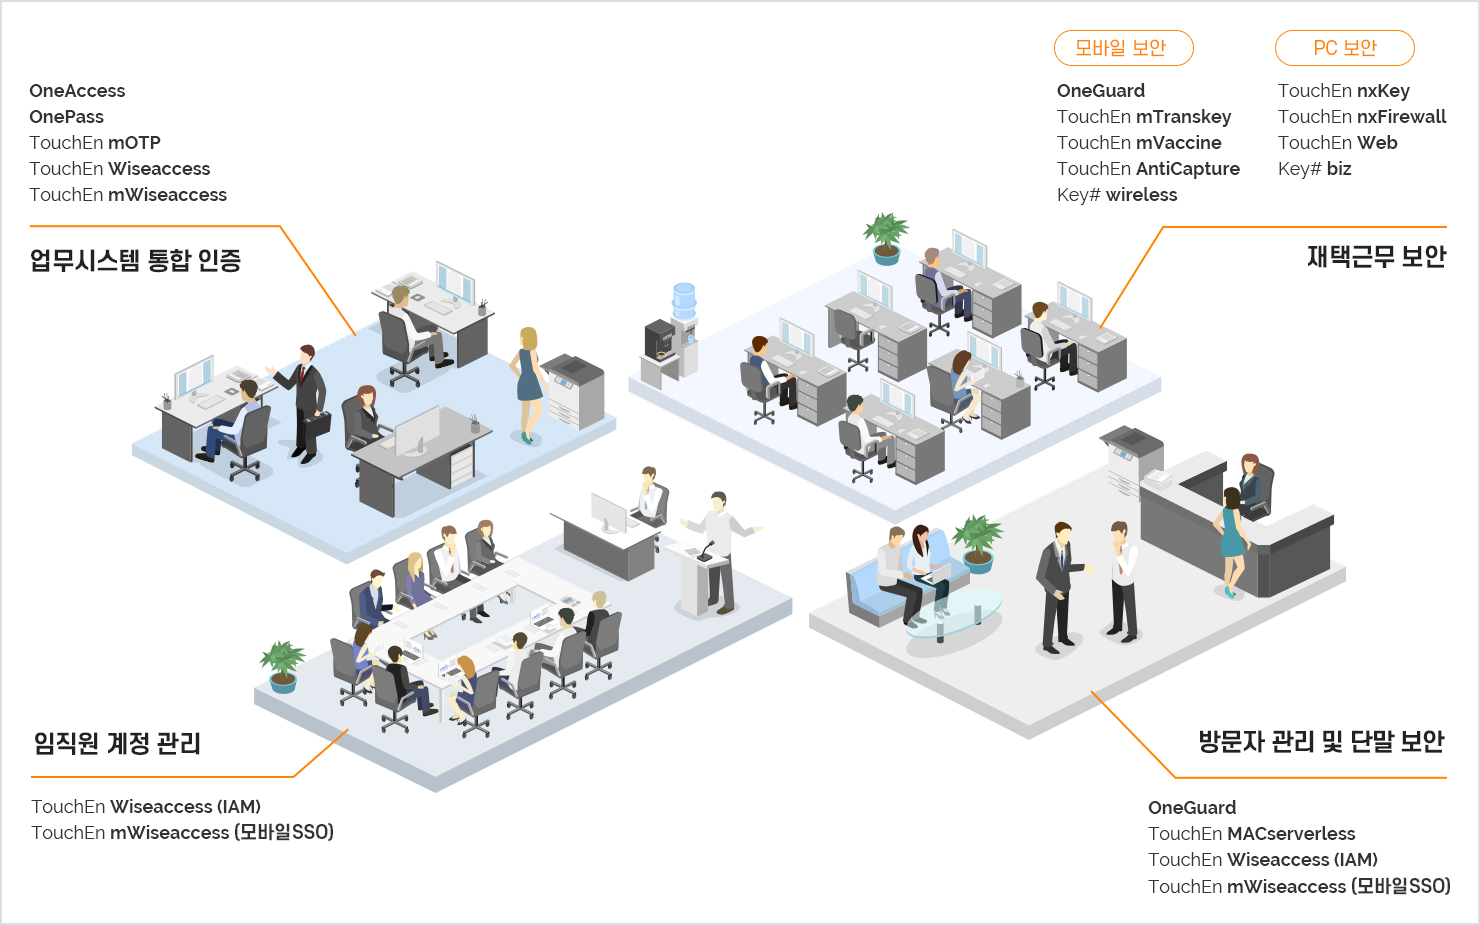 OneAccess
OnePass
TouchEn mOTP
TouchEn Wiseaccess
TouchEn mWiseaccess
업무시스템 통합 인증
모바일 보안
OneGuard
TouchEn mTranskey
TouchEn mVaccine
TouchEn AntiCapture
Key# wireless
PC 보안
TouchEn nxKey
TouchEn nxFirewall
TouchEn Web
Key# biz
재택근무 보안
임직원 계정 관리
TouchEn Wiseaccess (IAM)
TouchEn mWiseaccess (모바일SSO)
방문자 관리 및 단말 보안
OneGuard
TouchEn MACserverless
TouchEn Wiseaccess (IAM)
TouchEn mWiseaccess (모바일SSO)